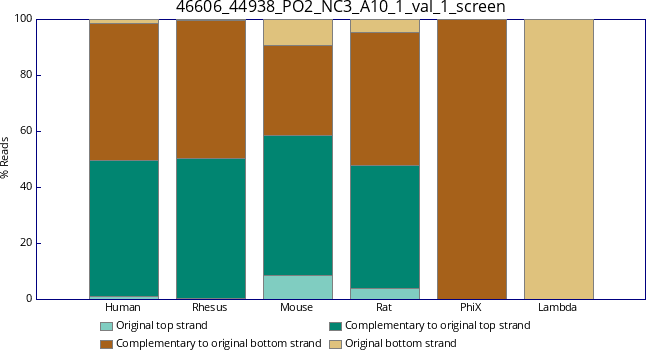 46606_44938_PO2_NC3_A10_1_val_1_screen
100
80
60
40
20
0
% Reads
Human Rhesus Mouse Rat PhiX Lambda
Original top strand Complementary to original top strand
Complementary to original bottom strand Original bottom strand